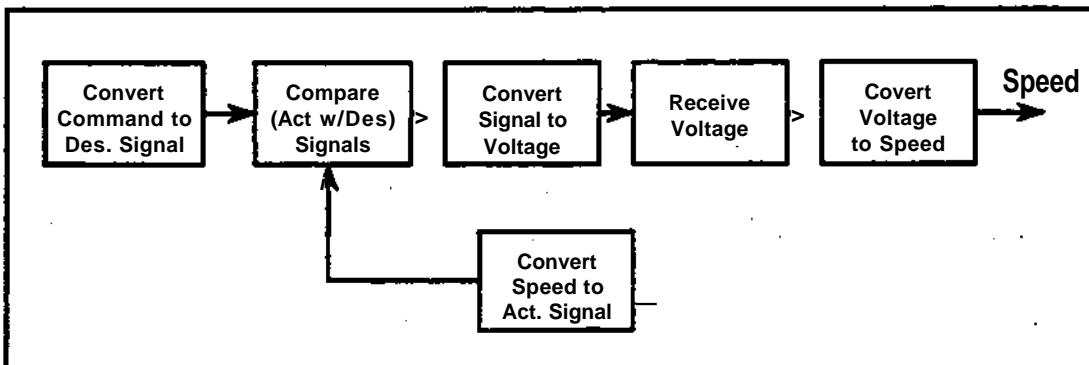 Convert
Command to
Des. Signal
Compare
(Act w/Des)
Signals
>
Convert
Signal to
Voltage
Receive
Voltage
>
Covert
Voltage
to Speed
Speed
Convert
Speed to
Act. Signal